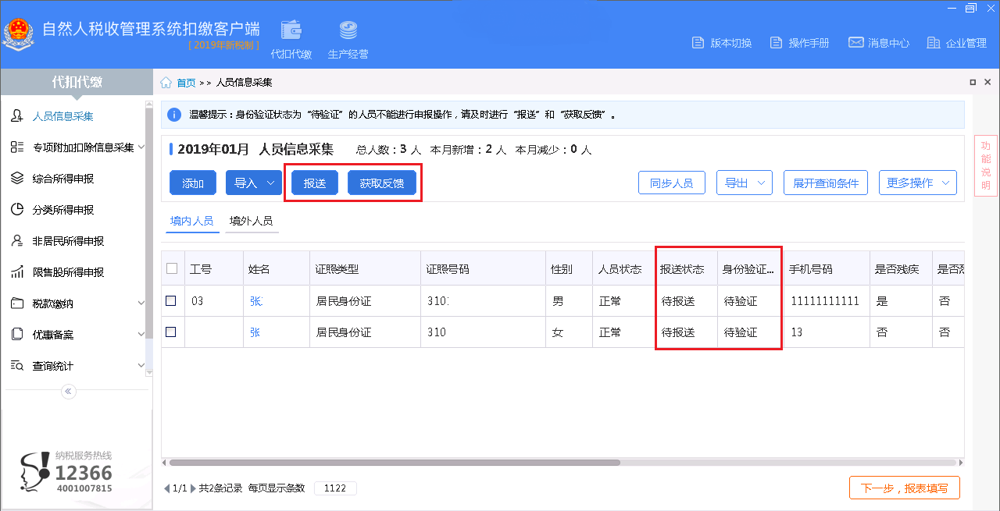 自然人税收管理系统扣缴客户端
[ 2019年新税制 ]
代扣代缴 生产经营
版本切换 操作手册 消息中心 企业管理
代扣代缴
首页 >> 人员信息采集
人员信息采集
专项附加扣除信息采集
综合所得申报
分类所得申报
非居民所得申报
限售股所得申报
税款缴纳
优惠备案
查询统计
纳税服务热线
12366
4001007815
温馨提示：身份验证状态为“待验证”的人员不能进行申报操作，请及时进行“报送”和“获取反馈”。
2019年01月 人员信息采集 总人数：3 人 本月新增：2 人 本月减少：0 人
添加 导入 报送 获取反馈 同步人员 导出 展开查询条件 更多操作
境内人员 境外人员
工号 姓名 证照类型 证照号码 性别 人员状态 报送状态 身份验证... 手机号码 是否残疾 是否
03 张 居民身份证 310 男 正常 待报送 待验证 11111111111 是 否
张 居民身份证 310 女 正常 待报送 待验证 13 否 否
1/1 共2条记录 每页显示条数 1122
下一步，报表填写
功能说明